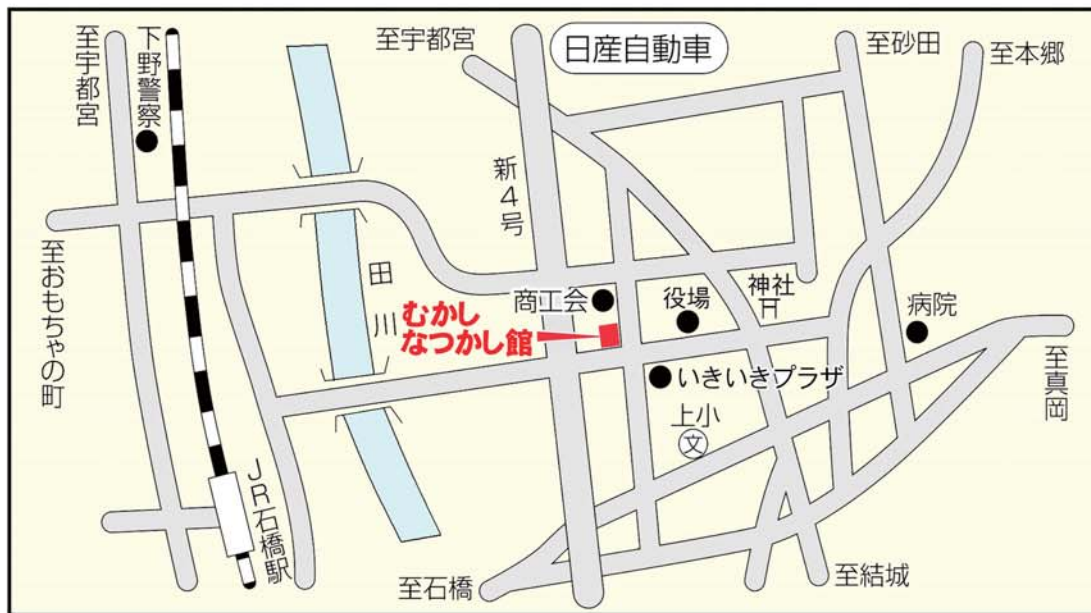 至宇都宮
下野警察
至宇都宮
日産自動車
至砂田
至本郷
新4号
至おもちゃの町
田川
商工会
役場
神社
病院
むかし
なつかし館
いきいきプラザ
至真岡
上小
文
JR石橋駅
至石橋
至結城